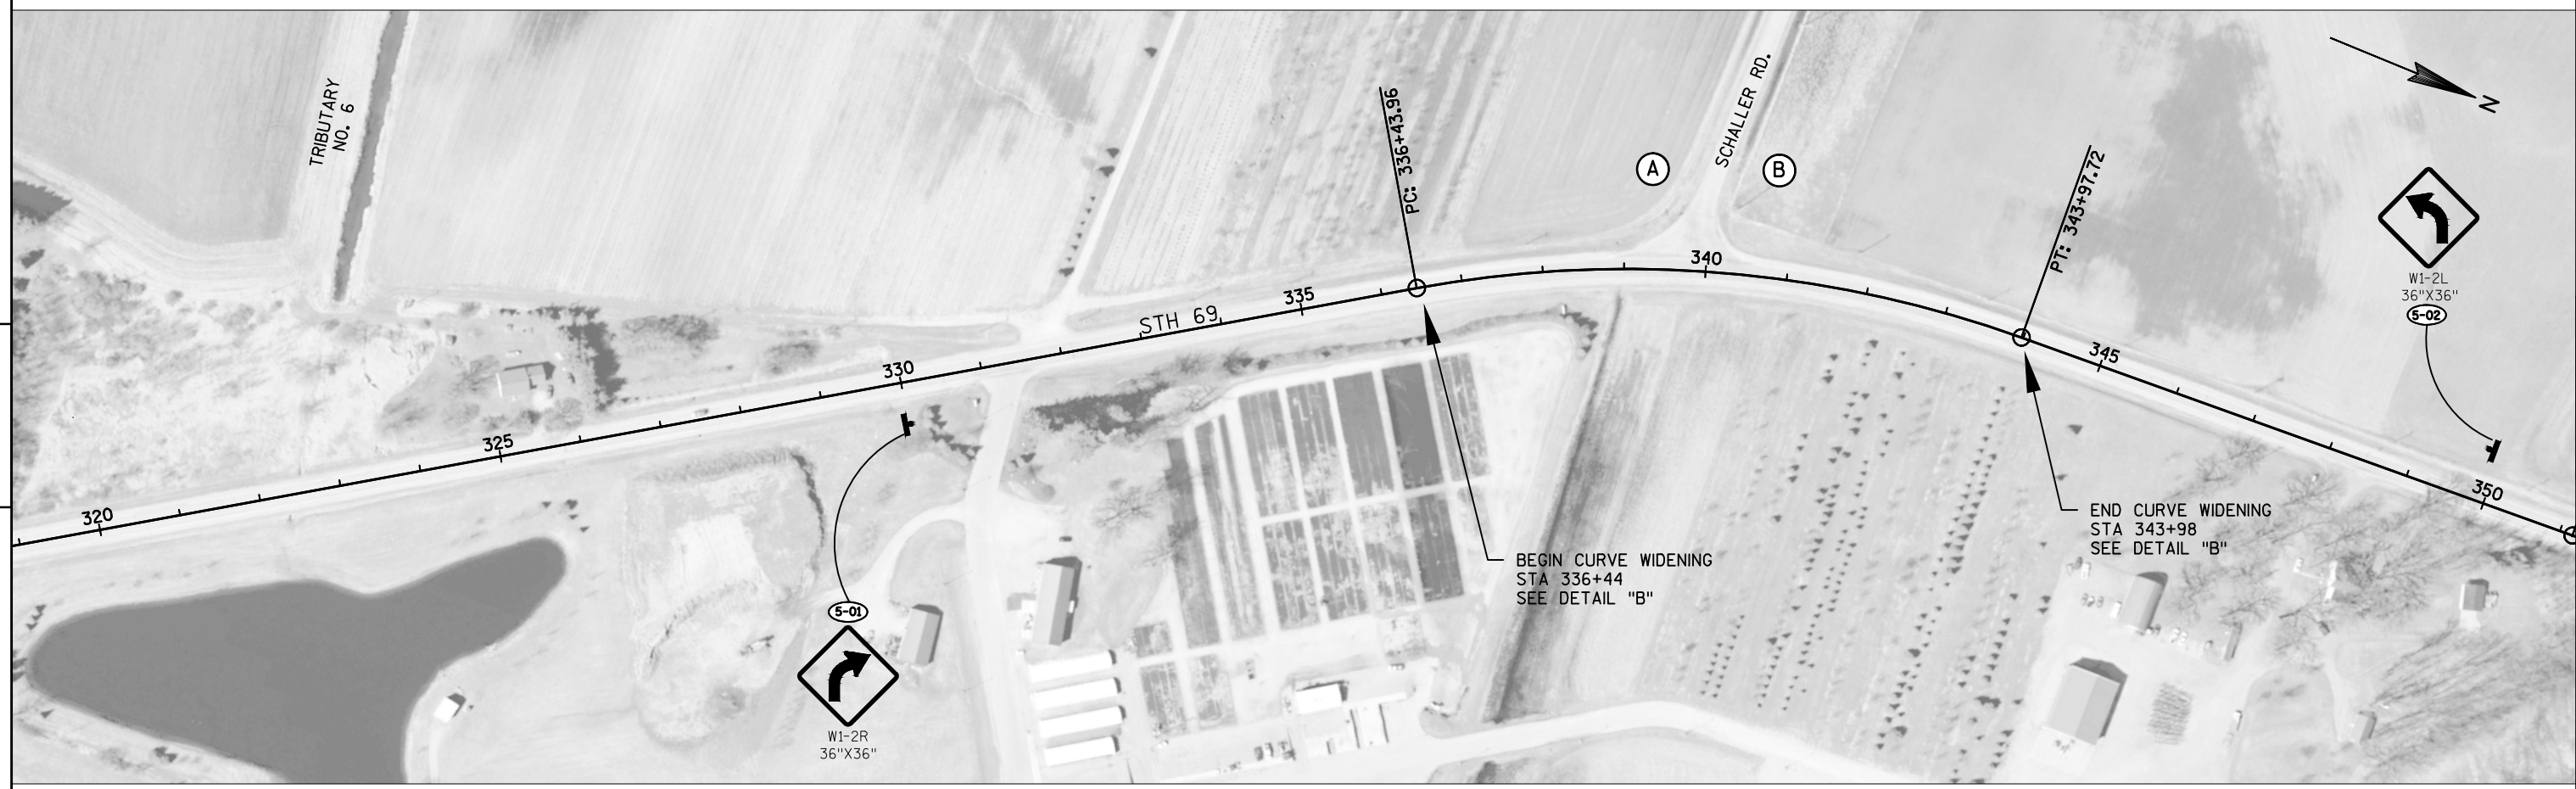 TRIBUTARY
NO. 6
PC: 336+43.96
SCHALLER RD.
A
B
PT: 343+97.72
N
W1-2L
36"X36"
5-02
320
325
330
STH 69
335
340
345
350
BEGIN CURVE WIDENING
STA 336+44
SEE DETAIL "B"
END CURVE WIDENING
STA 343+98
SEE DETAIL "B"
5-01
W1-2R
36"X36"